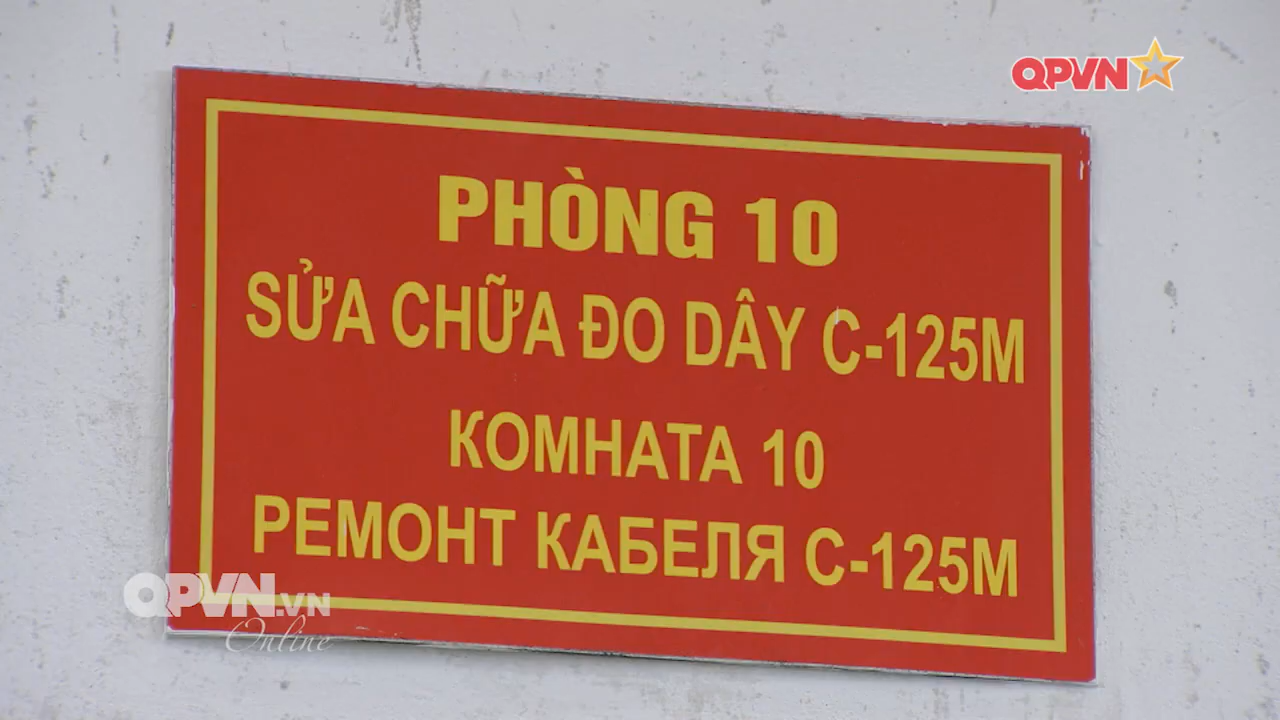 QPVN
PHÒNG 10
SỬA CHỮA ĐO DÂY C-125M
КОМНАТА 10
РЕМОНТ КАБЕЛЯ С-125М
QPVN.VN
Online